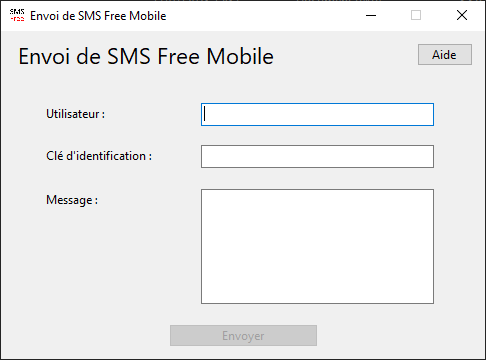 SMS
Free
Envoi de SMS Free Mobile
Envoi de SMS Free Mobile
Aide
Utilisateur :
Clé d'identification :
Message :
Envoyer